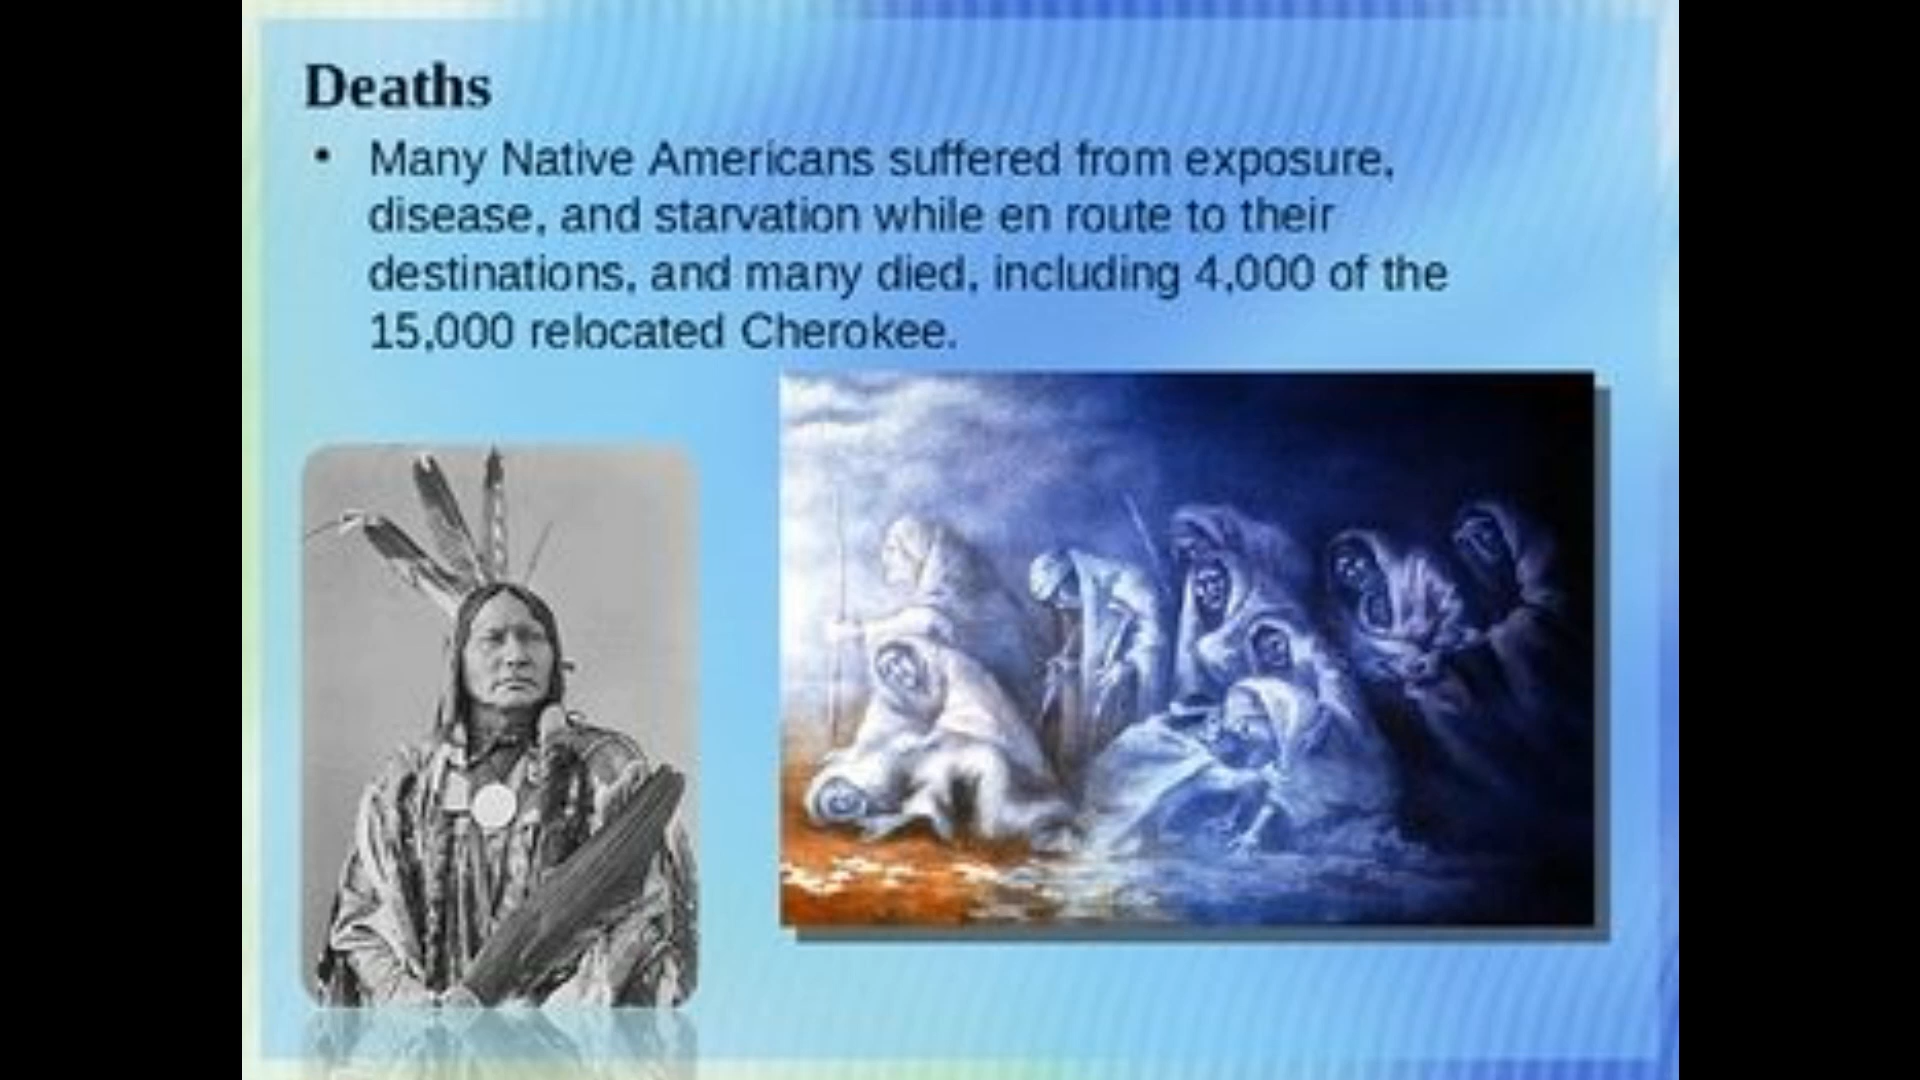 Deaths
• Many Native Americans suffered from exposure,
disease, and starvation while en route to their
destinations, and many died, including 4,000 of the
15,000 relocated Cherokee.